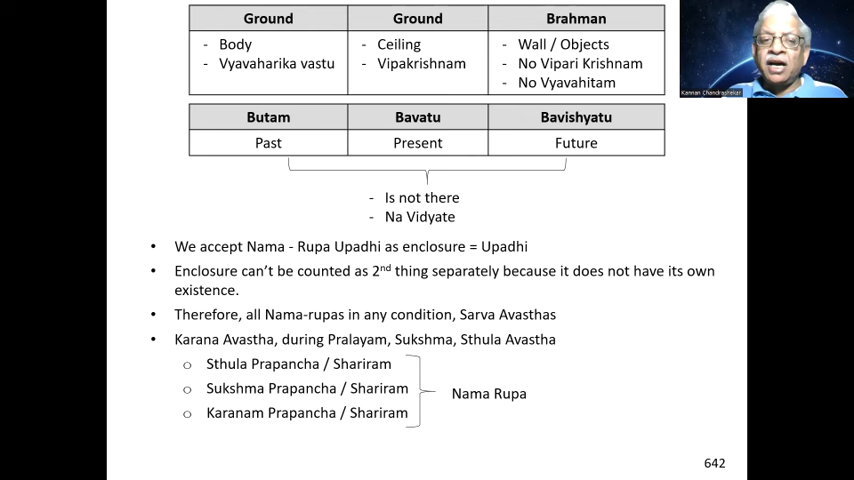 Ground Ground Brahman
- Body - Ceiling - Wall / Objects
- Vyavaharika vastu - Vipakrishnam - No Vipari Krishnam
- No Vyavahitam
Butam Bavatu Bavishyatu
Past Present Future
- Is not there
- Na Vidyate
• We accept Nama - Rupa Upadhi as enclosure = Upadhi
• Enclosure can't be counted as 2nd thing separately because it does not have its own
existence.
• Therefore, all Nama-rupas in any condition, Sarva Avasthas
• Karana Avastha, during Pralayam, Sukshma, Sthula Avastha
o Sthula Prapancha / Shariram
o Sukshma Prapancha / Shariram
o Karanam Prapancha / Shariram
Nama Rupa
642
Kannan Chandrashekar